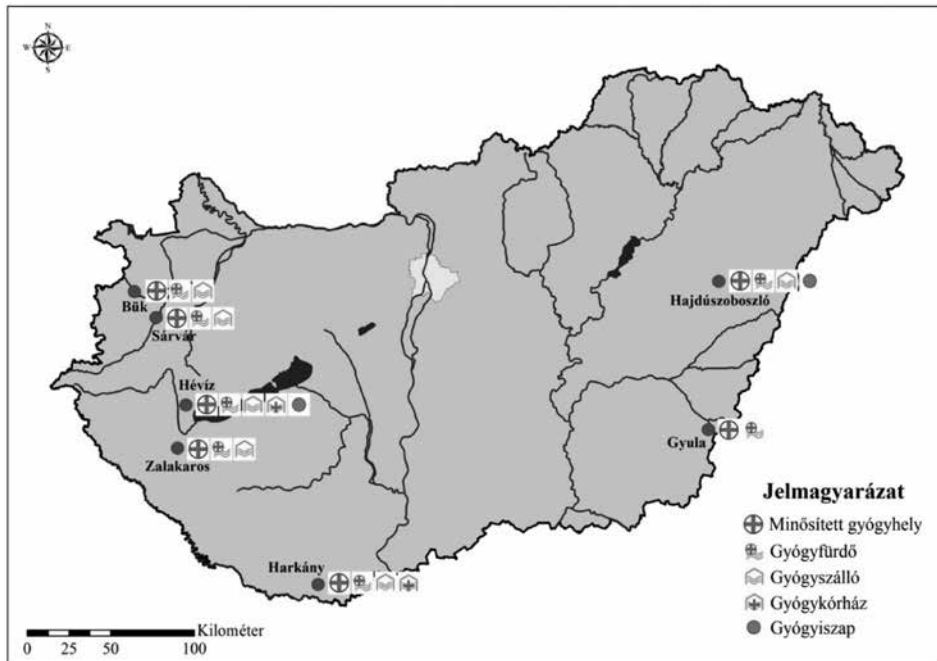 N
W E
S
Bük
Sárvár
Hévíz
Zalakaros
Harkány
Hajdúszoboszló
Gyula
Jelmagyarázat
Minősített gyógyhely
Gyógyfürdő
Gyógyszálló
Gyógykórház
Gyógyiszap
Kilométer
0 25 50 100